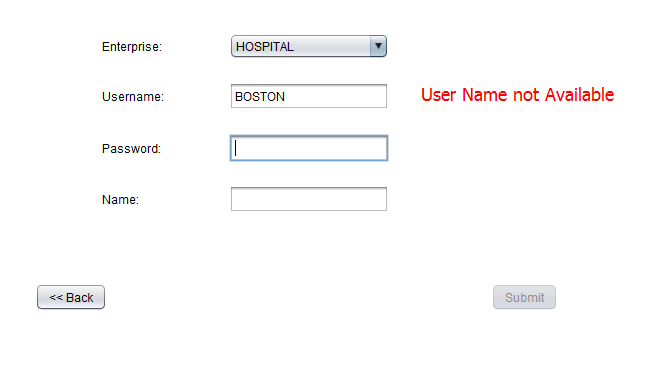 Enterprise: HOSPITAL
Username: BOSTON User Name not Available
Password:
Name:
<< Back Submit